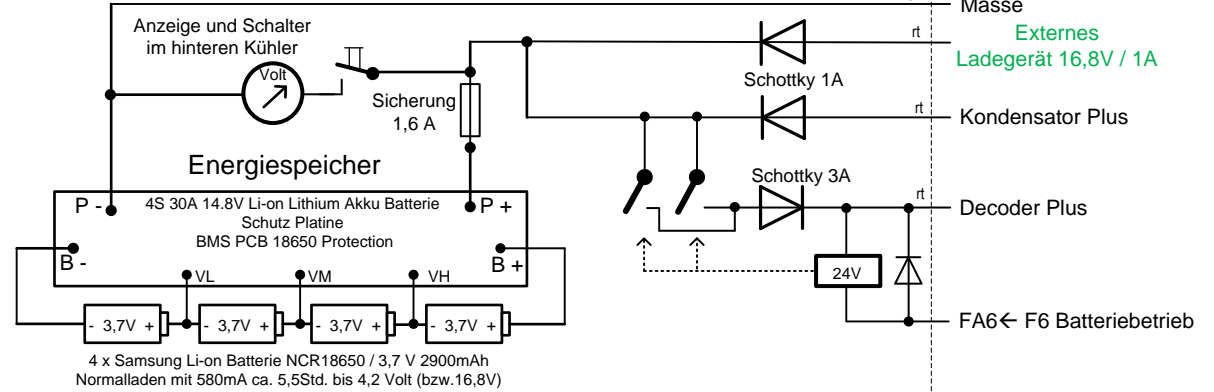 Masse
Anzeige und Schalter
im hinteren Kühler
Volt
rt
Externes
Ladegerät 16,8V / 1A
Schottky 1A
Sicherung
1,6 A
rt
Kondensator Plus
Energiespeicher
Schottky 3A
rt
Decoder Plus
P -
4S 30A 14.8V Li-on Lithium Akku Batterie
Schutz Platine
BMS PCB 18650 Protection
P +
B -
B +
24V
VL
VM
VH
- 3,7V +
- 3,7V +
- 3,7V +
- 3,7V +
FA6← F6 Batteriebetrieb
4 x Samsung Li-on Batterie NCR18650 / 3,7 V 2900mAh
Normalladen mit 580mA ca. 5,5Std. bis 4,2 Volt (bzw.16,8V)